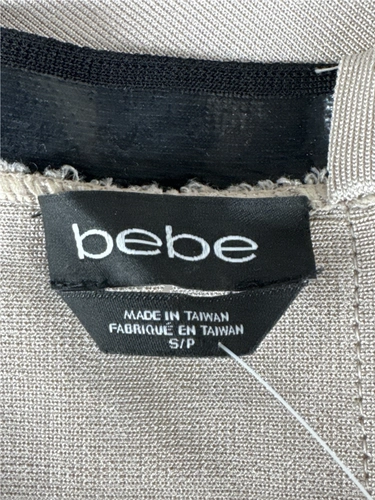 bebe
MADE IN TAIWAN
FABRIQUÉ EN TAIWAN
S/P